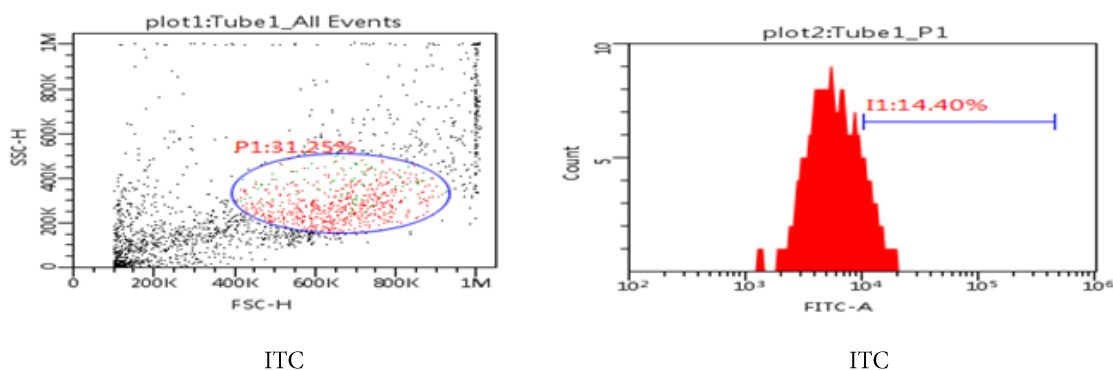 plot1:Tube1_All Events
1M
800K
600K
400K
200K
0
SSC-H
P1:31.25%
0 200K 400K 600K 800K 1M
FSC-H
ITC
plot2:Tube1_P1
10
5
Count
I1:14.40%
10² 10³ 10⁴ 10⁵ 10⁶
FITC-A
ITC